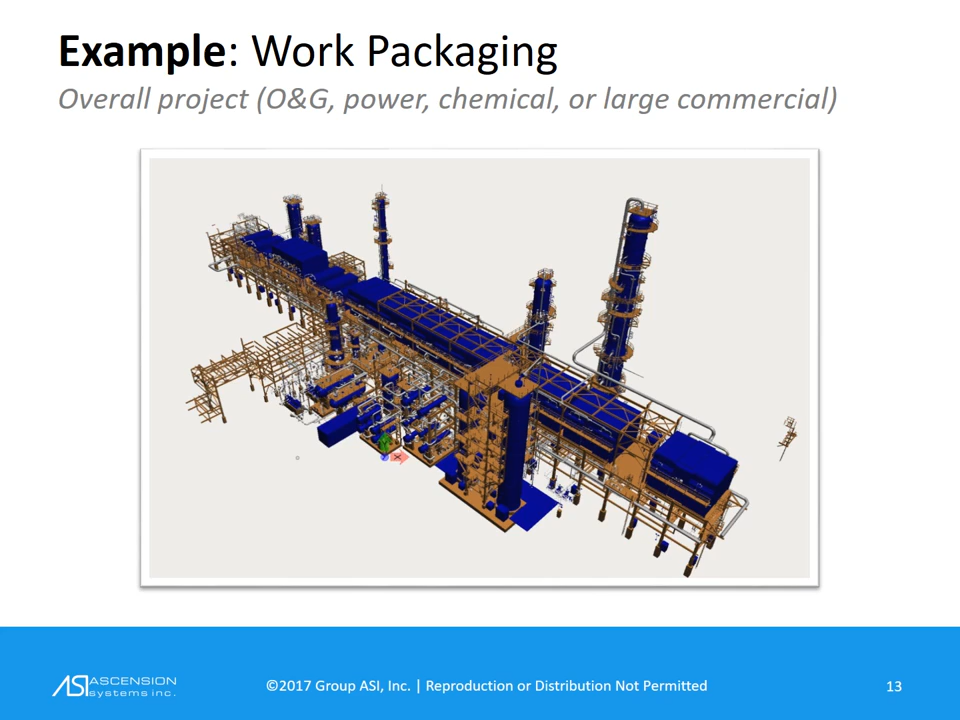 Example: Work Packaging
Overall project (O&G, power, chemical, or large commercial)
X
ASI ASCENSION
systems inc.
©2017 Group ASI, Inc. | Reproduction or Distribution Not Permitted
13